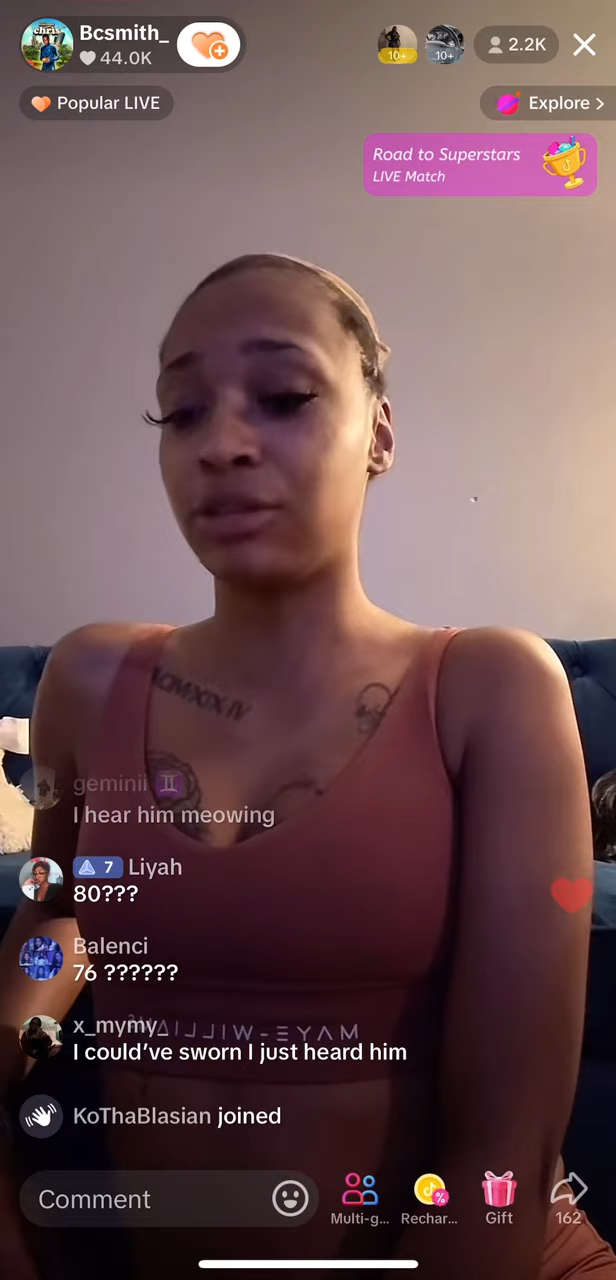 Bcsmith_
44.0K
10+
10+
2.2K
Popular LIVE
Explore >
Road to Superstars
LIVE Match
geminii ♊
I hear him meowing
7 Liyah
80???
Balenci
76 ??????
x_mymy_
I could’ve sworn I just heard him
KoThaBlasian joined
Comment
Multi-g...
Rechar...
Gift
162